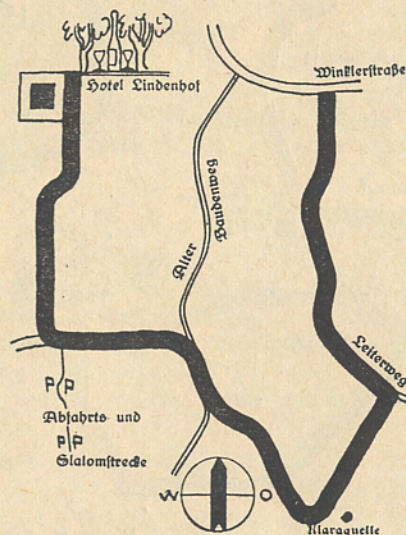 Hotel Lindenhof
Winklerstraße
Alter Baudenweg
Leiterweg
Abfahrts und
Slalomstrecke
W O
Klaraquelle